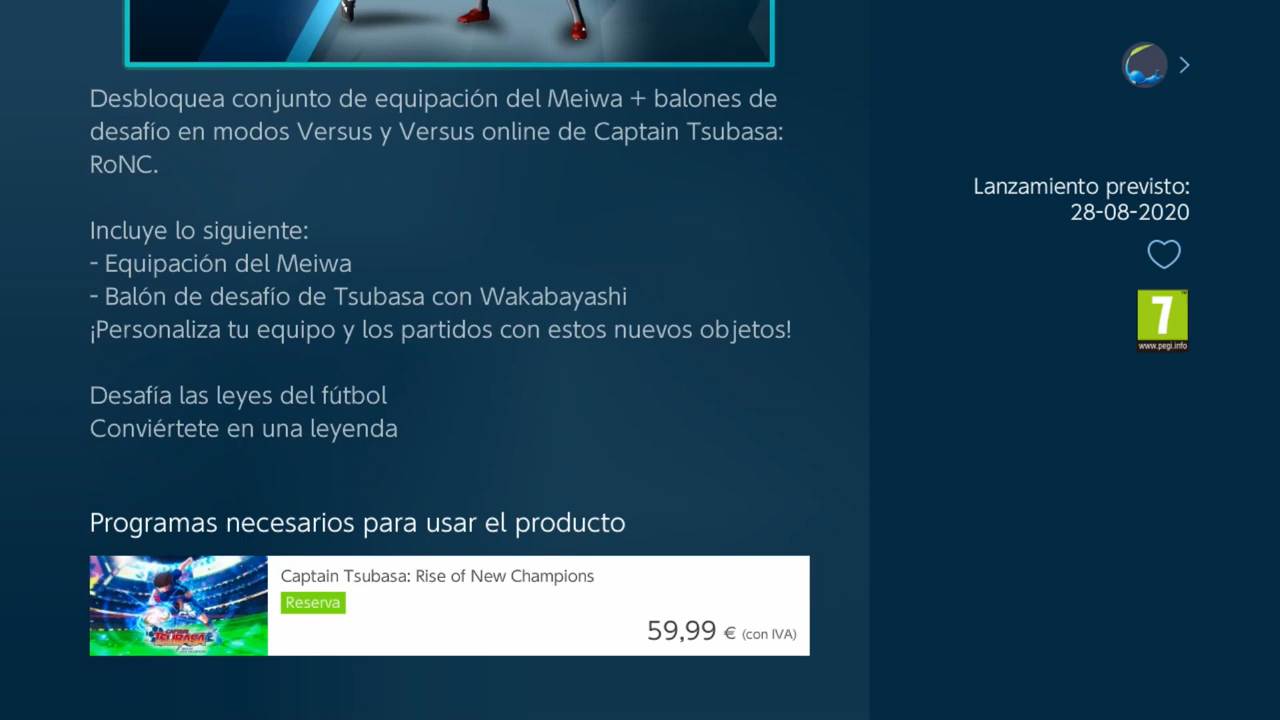 Desbloquea conjunto de equipación del Meiwa + balones de
desafío en modos Versus y Versus online de Captain Tsubasa:
RoNC.
Incluye lo siguiente:
- Equipación del Meiwa
- Balón de desafío de Tsubasa con Wakabayashi
¡Personaliza tu equipo y los partidos con estos nuevos objetos!
Desafía las leyes del fútbol
Conviértete en una leyenda
Programas necesarios para usar el producto
CAPTAIN
TSUBASA
Captain Tsubasa: Rise of New Champions
Reserva
59,99 € (con IVA)
Lanzamiento previsto:
28-08-2020
7
www.pegi.info